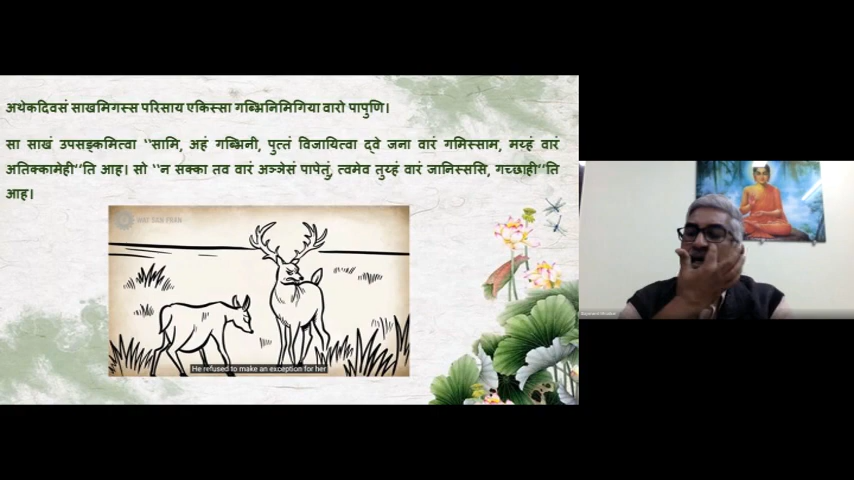 अथेकदिवसं साखमिगस्स परिसाय एकिस्सा गब्भिनिमिगिया वारो पापुणि।
सा साखं उपसङ्कमित्वा ‘‘सामि, अहं गब्भिनी, पुत्तं विजायित्वा द्वे जना वारं गमिस्साम, मय्हं वारं
अतिक्कामेही’’ति आह। सो ‘‘न सक्का तव वारं अञ्ञेसं पापेतुं, त्वमेव तुय्हं वारं जानिस्ससि, गच्छाही’’ति
आह।
He refused to make an exception for her